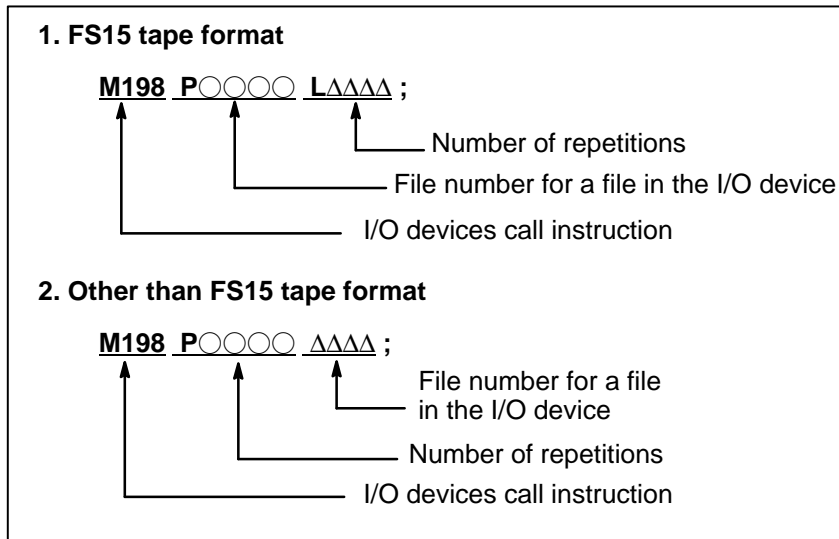 1. FS15 tape format
M198 P○○○○ L∆∆∆∆ ;
Number of repetitions
File number for a file in the I/O device
I/O devices call instruction
2. Other than FS15 tape format
M198 P○○○○ ∆∆∆∆ ;
File number for a file
in the I/O device
Number of repetitions
I/O devices call instruction